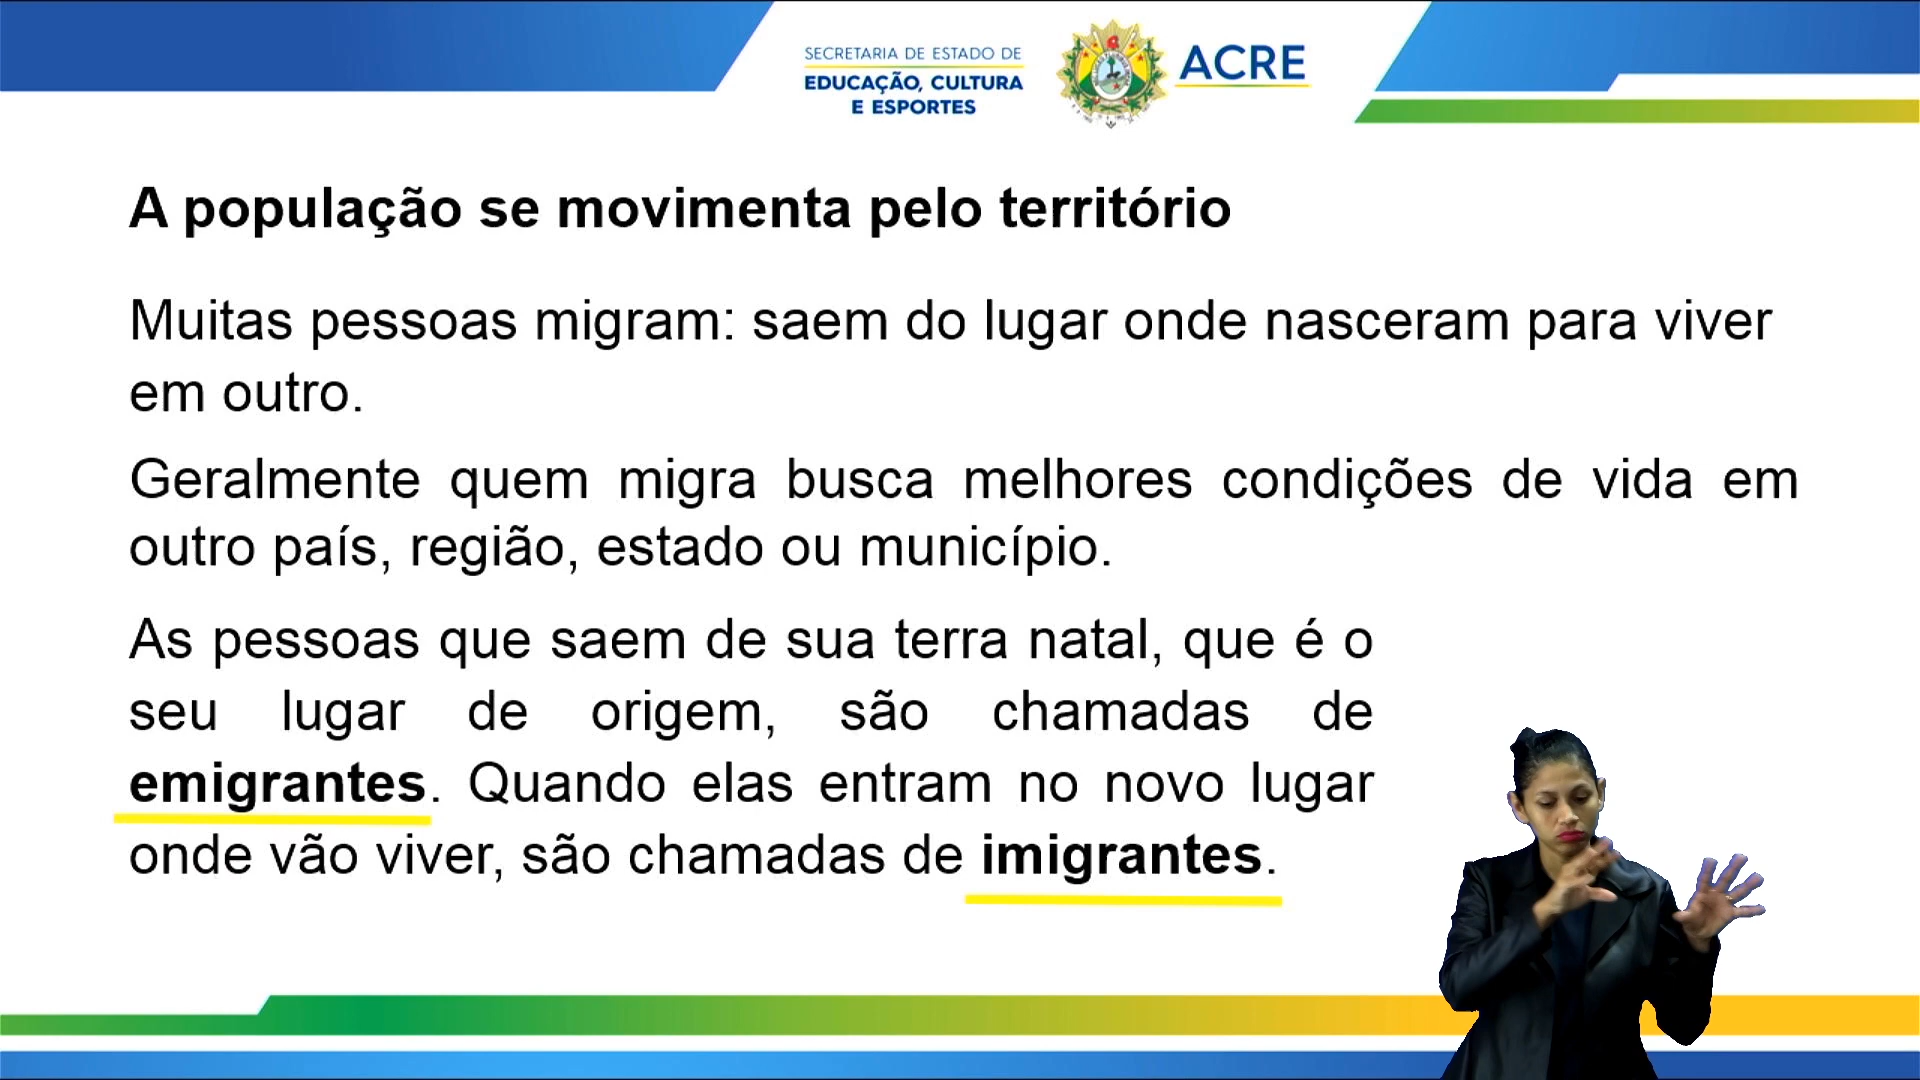 SECRETARIA DE ESTADO DE
EDUCAÇÃO, CULTURA
E ESPORTES
ACRE
A população se movimenta pelo território
Muitas pessoas migram: saem do lugar onde nasceram para viver
em outro.
Geralmente quem migra busca melhores condições de vida em
outro país, região, estado ou município.
As pessoas que saem de sua terra natal, que é o
seu lugar de origem, são chamadas de
emigrantes. Quando elas entram no novo lugar
onde vão viver, são chamadas de imigrantes.